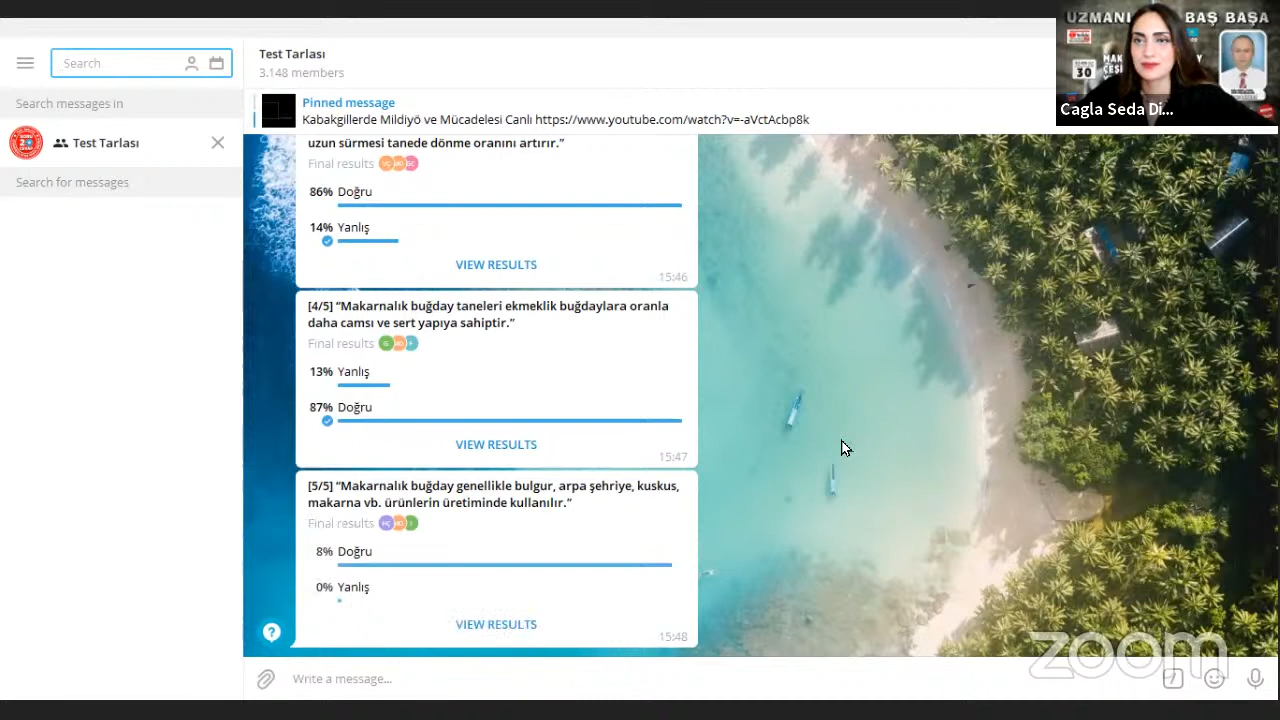 Search
Search messages in
Test Tarlası
Search for messages
Test Tarlası
3.148 members
Pinned message
Kabakgillerde Mildiyö ve Mücadelesi Canlı https://www.youtube.com/watch?v=-aVctAcbp8k
uzun sürmesi tanede dönme oranını artırır.”
Final results
86% Doğru
14% Yanlış
VIEW RESULTS
15:46
[4/5] “Makarnalık buğday taneleri ekmeklik buğdaylara oranla
daha camsı ve sert yapıya sahiptir.”
Final results
13% Yanlış
87% Doğru
VIEW RESULTS
15:47
[5/5] “Makarnalık buğday genellikle bulgur, arpa şehriye, kuskus,
makarna vb. ürünlerin üretiminde kullanılır.”
Final results
8% Doğru
0% Yanlış
VIEW RESULTS
15:48
Write a message...
UZMANI BAŞ BAŞA
30
Cagla Seda Di...
zoom